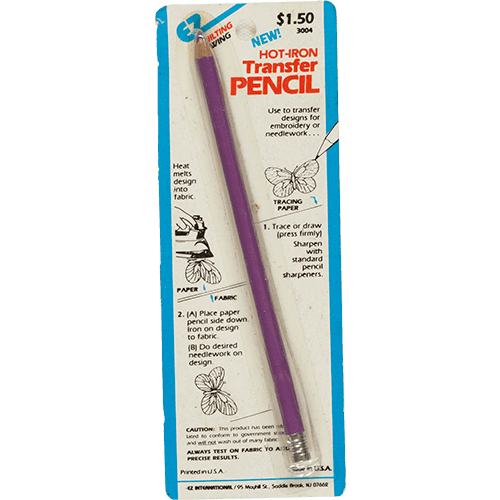 EZ
$1.50
3004
NEW!
HOT-IRON
Transfer
PENCIL
Use to transfer
designs for
embroidery or
needlework...
Heat
melts
design
into
fabric.
TRACING
PAPER
1. Trace or draw
(press firmly)
Sharpen
with
standard
pencil
sharpeners.
PAPER
FABRIC
2. (A) Place paper
pencil side down.
Iron on design
to fabric.
(B) Do desired
needlework on
design.
CAUTION: This product has been
lated to conform to government
and will not wash out of many fabric.
ALWAYS TEST ON FABRIC TO
PRECISE RESULTS.
Printed in U.S.A.
in U.S.A.
EZ INTERNATIONAL / 95 Mayhill St., Saddle Brook, NJ 07662